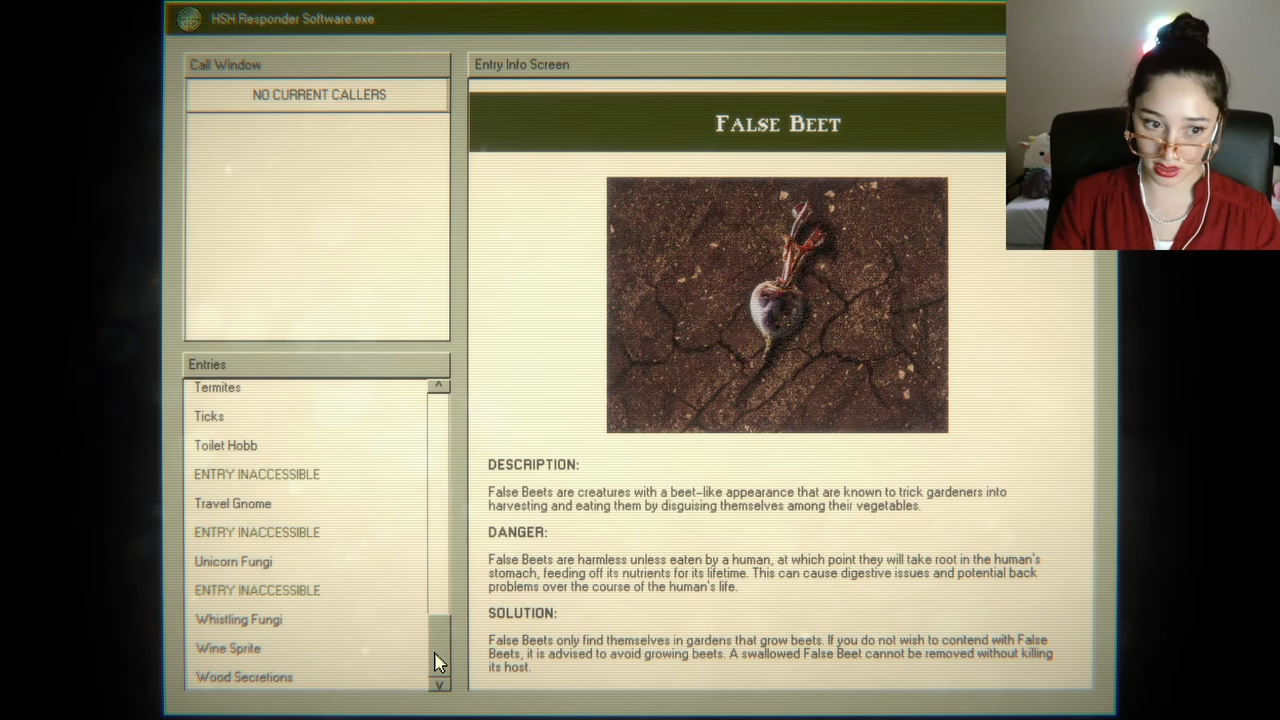 HSH Responder Software.exe
Call Window
NO CURRENT CALLERS
Entries
Termites
Ticks
Toilet Hobb
ENTRY INACCESSIBLE
Travel Gnome
ENTRY INACCESSIBLE
Unicorn Fungi
ENTRY INACCESSIBLE
Whistling Fungi
Wine Sprite
Wood Secretions
Entry Info Screen
FALSE BEET
DESCRIPTION:
False Beets are creatures with a beet-like appearance that are known to trick gardeners into
harvesting and eating them by disguising themselves among their vegetables.
DANGER:
False Beets are harmless unless eaten by a human, at which point they will take root in the human's
stomach, feeding off its nutrients for its lifetime. This can cause digestive issues and potential back
problems over the course of the human's life.
SOLUTION:
False Beets only find themselves in gardens that grow beets. If you do not wish to contend with False
Beets, it is advised to avoid growing beets. A swallowed False Beet cannot be removed without killing
its host.